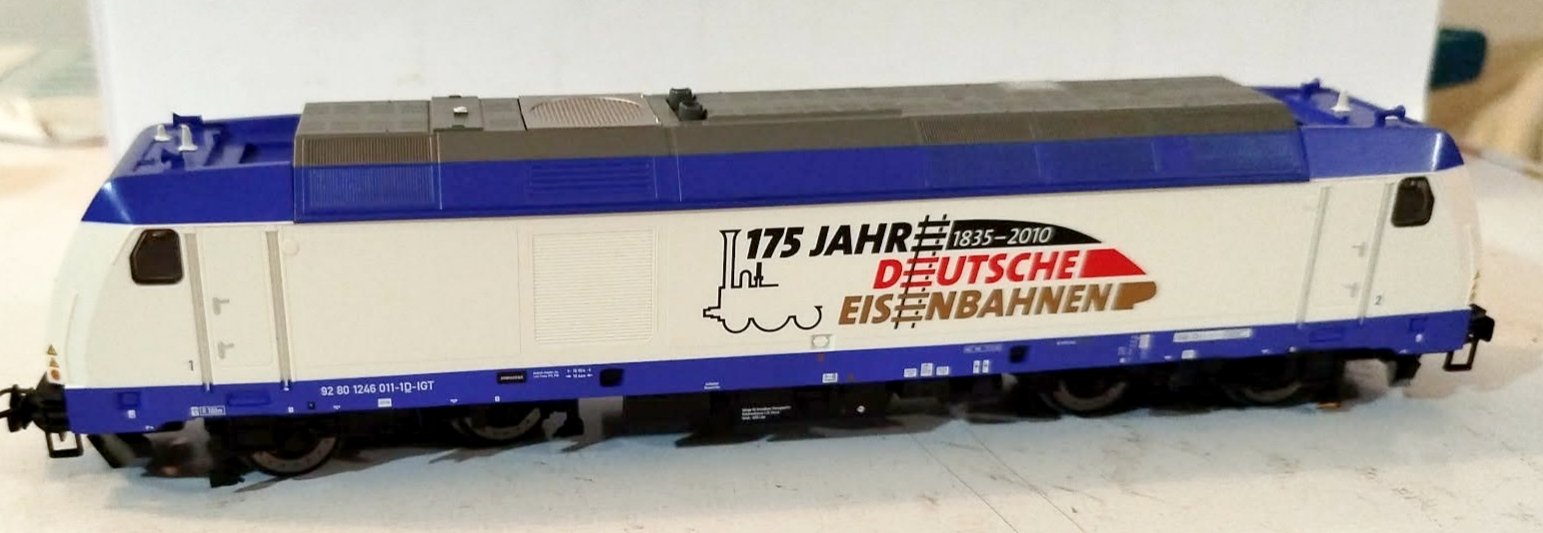 175 JAHRE 1835–2010
DEUTSCHE
EISENBAHNEN
1
2
92 80 1246 011-1D-IGT